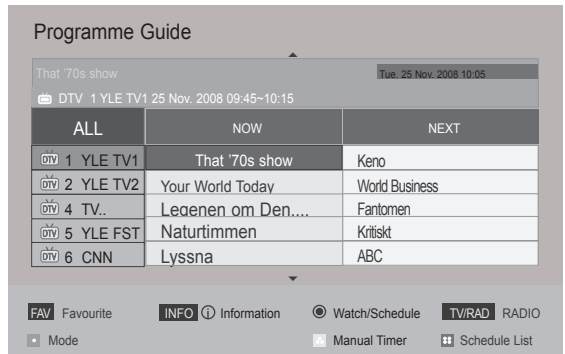 Programme Guide
That '70s show
Tue. 25 Nov. 2008 10:05
DTV 1 YLE TV1 25 Nov. 2008 09:45~10:15
ALL NOW NEXT
DTV 1 YLE TV1 That '70s show Keno
DTV 2 YLE TV2 Your World Today World Business
DTV 4 TV.. Legenen om Den.... Fantomen
DTV 5 YLE FST Naturtimmen Kritiskt
DTV 6 CNN Lyssna ABC
FAV Favourite INFO i Information Watch/Schedule TV/RAD RADIO
Mode Manual Timer Schedule List